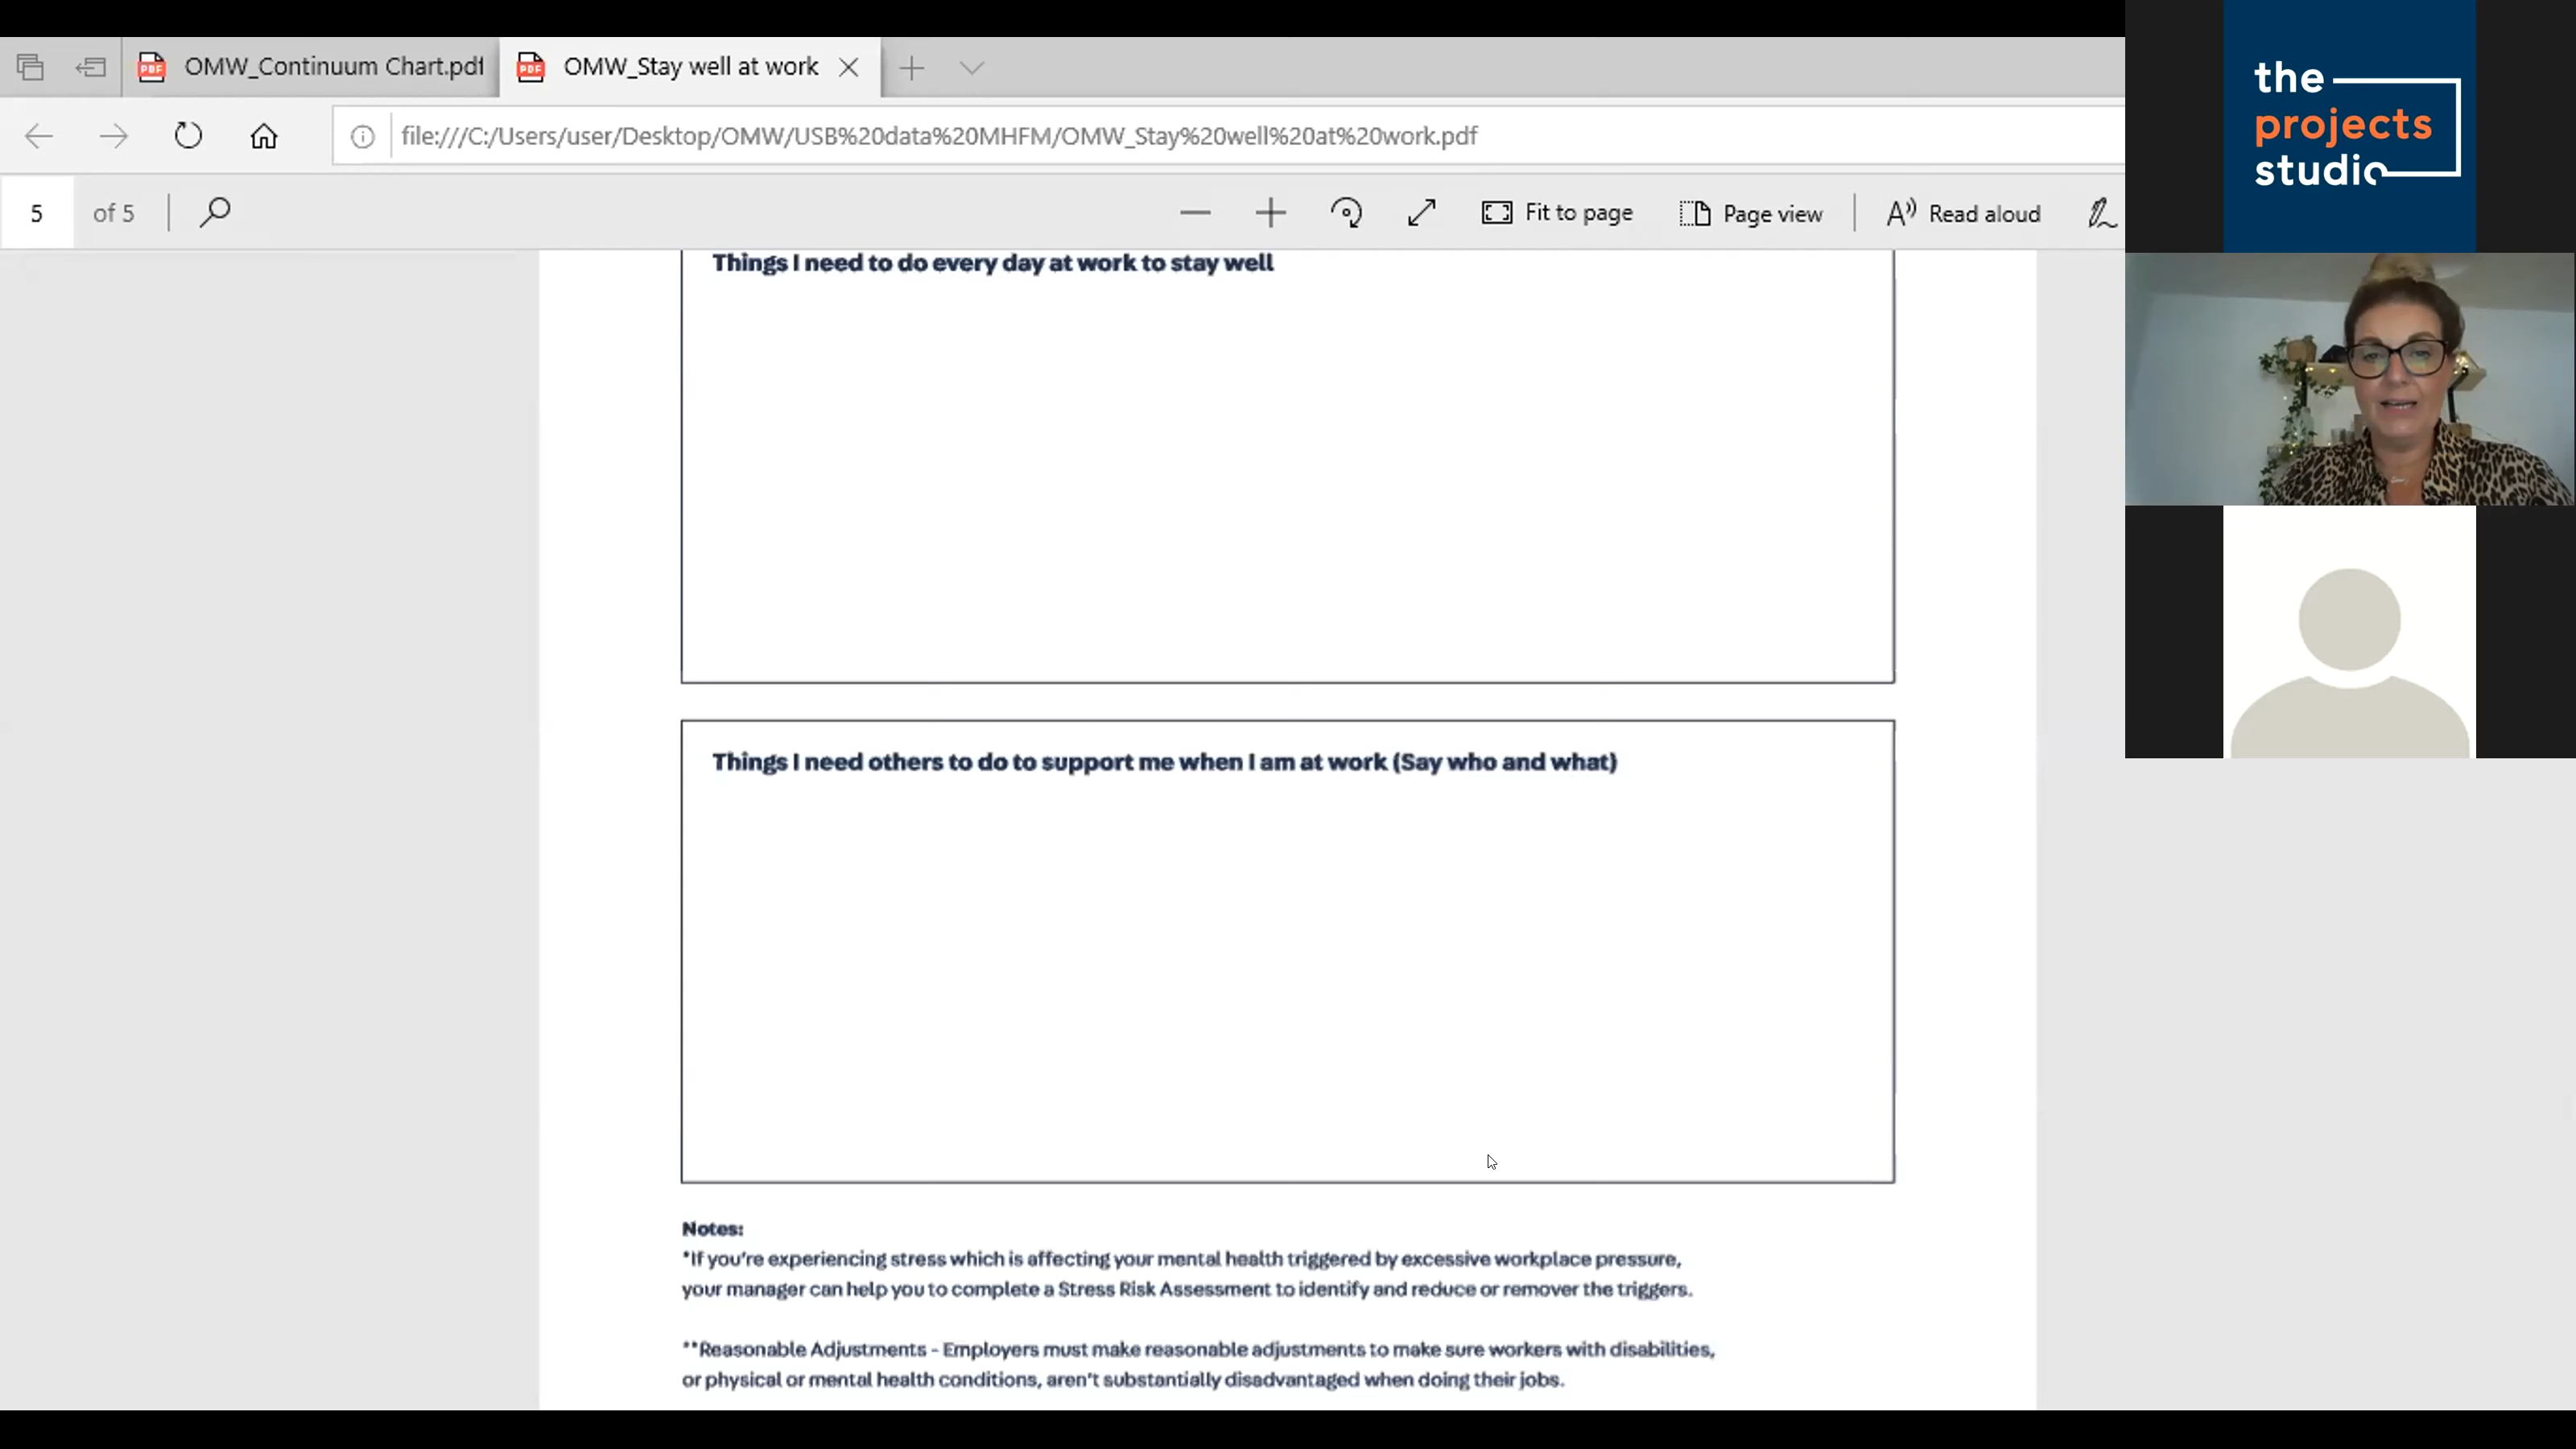 OMW_Continuum Chart.pdf
OMW_Stay well at work
file:///C:/Users/user/Desktop/OMW/USB%20data%20MHFM/OMW_Stay%20well%20at%20work.pdf
5 of 5
Fit to page
Page view
Read aloud
the
projects
studio
Things I need to do every day at work to stay well
Things I need others to do to support me when I am at work (Say who and what)
Notes:
*If you're experiencing stress which is affecting your mental health triggered by excessive workplace pressure,
your manager can help you to complete a Stress Risk Assessment to identify and reduce or remover the triggers.
**Reasonable Adjustments - Employers must make reasonable adjustments to make sure workers with disabilities,
or physical or mental health conditions, aren't substantially disadvantaged when doing their jobs.